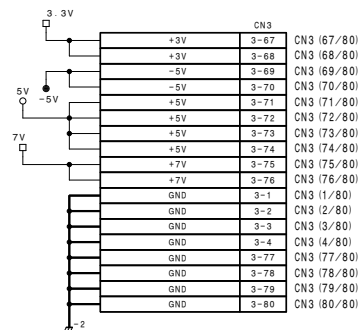 3.3V
CN3
+3V 3-67 CN3 (67/80)
+3V 3-68 CN3 (68/80)
-5V 3-69 CN3 (69/80)
-5V 3-70 CN3 (70/80)
5V -5V +5V 3-71 CN3 (71/80)
+5V 3-72 CN3 (72/80)
+5V 3-73 CN3 (73/80)
7V +5V 3-74 CN3 (74/80)
+7V 3-75 CN3 (75/80)
+7V 3-76 CN3 (76/80)
GND 3-1 CN3 (1/80)
GND 3-2 CN3 (2/80)
GND 3-3 CN3 (3/80)
GND 3-4 CN3 (4/80)
GND 3-77 CN3 (77/80)
GND 3-78 CN3 (78/80)
GND 3-79 CN3 (79/80)
GND 3-80 CN3 (80/80)
-2